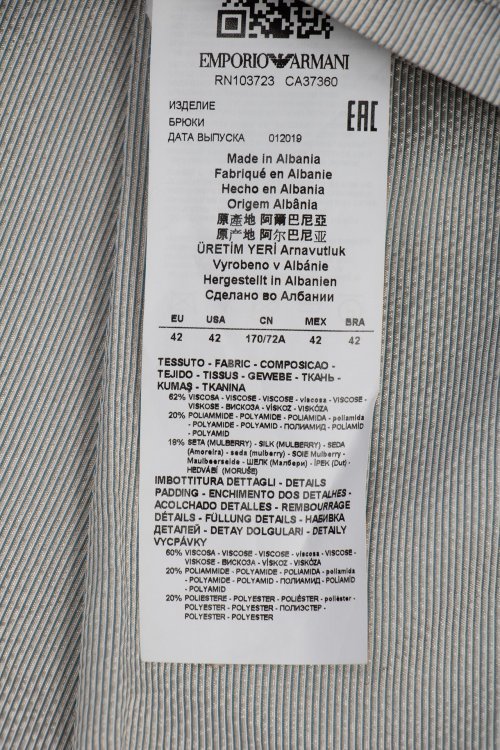 EMPORIO ARMANI
RN103723 CA37360
EAC
ИЗДЕЛИЕ
БРЮКИ
ДАТА ВЫПУСКА 012019
Made in Albania
Fabriqué en Albanie
Hecho en Albania
Origem Albânia
原產地 阿爾巴尼亞
原产地 阿尔巴尼亚
ÜRETİM YERİ Arnavutluk
Vyrobeno v Albánie
Hergestellt in Albanien
Сделано во Албании
EU USA CN MEX BRA
42 42 170/72A 42 42
TESSUTO - FABRIC - COMPOSICAO -
TEJIDO - TISSUS - GEWEBE - ТКАНЬ -
KUMAŞ - TKANINA
62% VISCOSA - VISCOSE - VISCOSE - viscosa - VISCOSE -
VISKOSE - ВИСКОЗА - VİSKOZ - VISKÓZA
20% POLIAMMIDE - POLYAMIDE - POLIAMIDA - poliamida
- POLYAMIDE - POLYAMID - ПОЛИАМИД - POLİAMİD
- POLYAMID
18% SETA (MULBERRY) - SILK (MULBERRY) - SEDA
(Amoreira) - seda (mulberry) - SOIE Mulberry -
Maulbeerseide - ШЕЛК (Малбери) - İPEK (Dut) -
HEDVÁBÍ (MORUŠE)
IMBOTTITURA DETTAGLI - DETAILS
PADDING - ENCHIMENTO DOS DETALHES -
ACOLCHADO DETALLES - REMBOURRAGE
DÉTAILS - FÜLLUNG DETAILS - НАБИВКА
ДЕТАЛЕЙ - DETAY DOLGULARI - DETAILY
VYCPÁVKY
60% VISCOSA - VISCOSE - VISCOSE - viscosa - VISCOSE -
VISKOSE - ВИСКОЗА - VİSKOZ - VISKÓZA
20% POLIAMMIDE - POLYAMIDE - POLIAMIDA - poliamida
- POLYAMIDE - POLYAMID - ПОЛИАМИД - POLİAMİD
- POLYAMID
20% POLIESTERE - POLYESTER - POLIÉSTER - poliéster -
POLYESTER - POLYESTER - ПОЛИЭСТЕР -
POLYESTER - POLYESTER